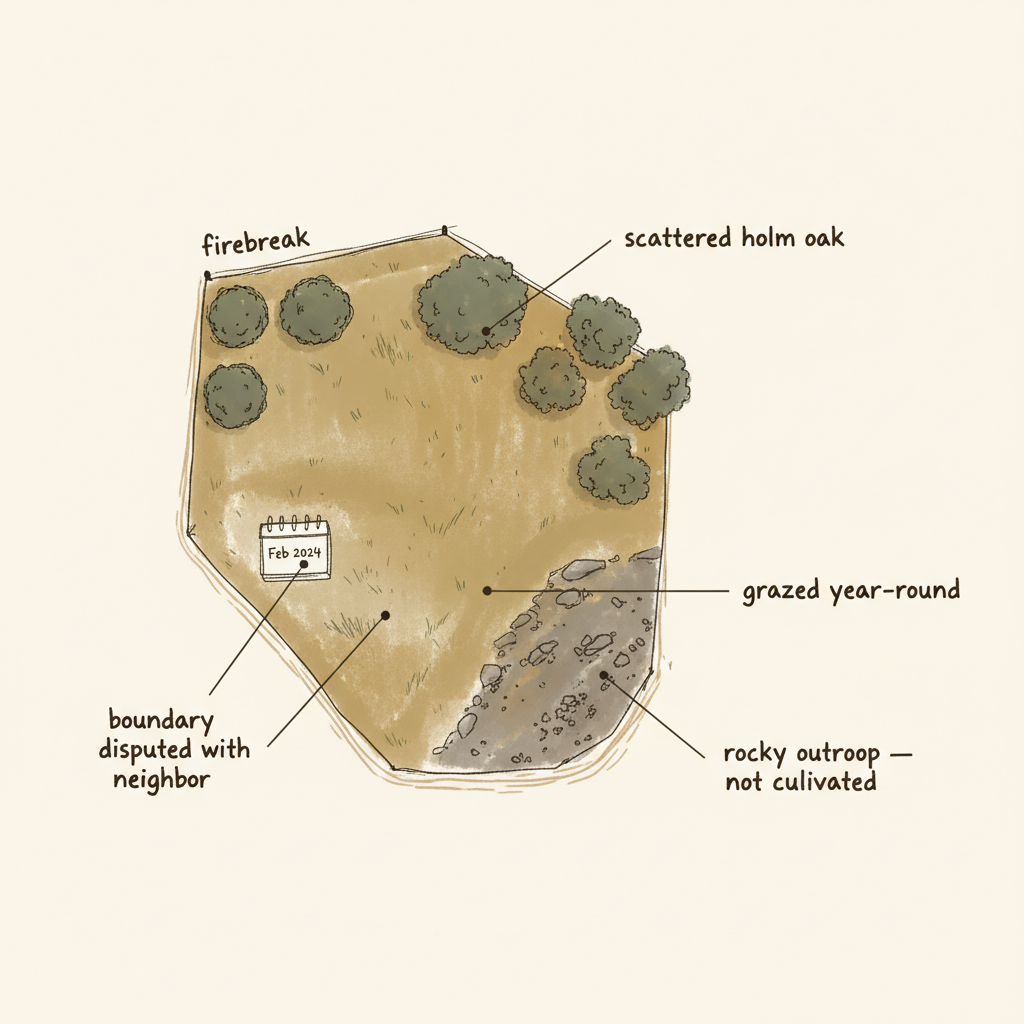 firebreak
scattered holm oak
Feb 2024
grazed year-round
boundary
disputed with
neighbor
rocky outroop —
not culivated